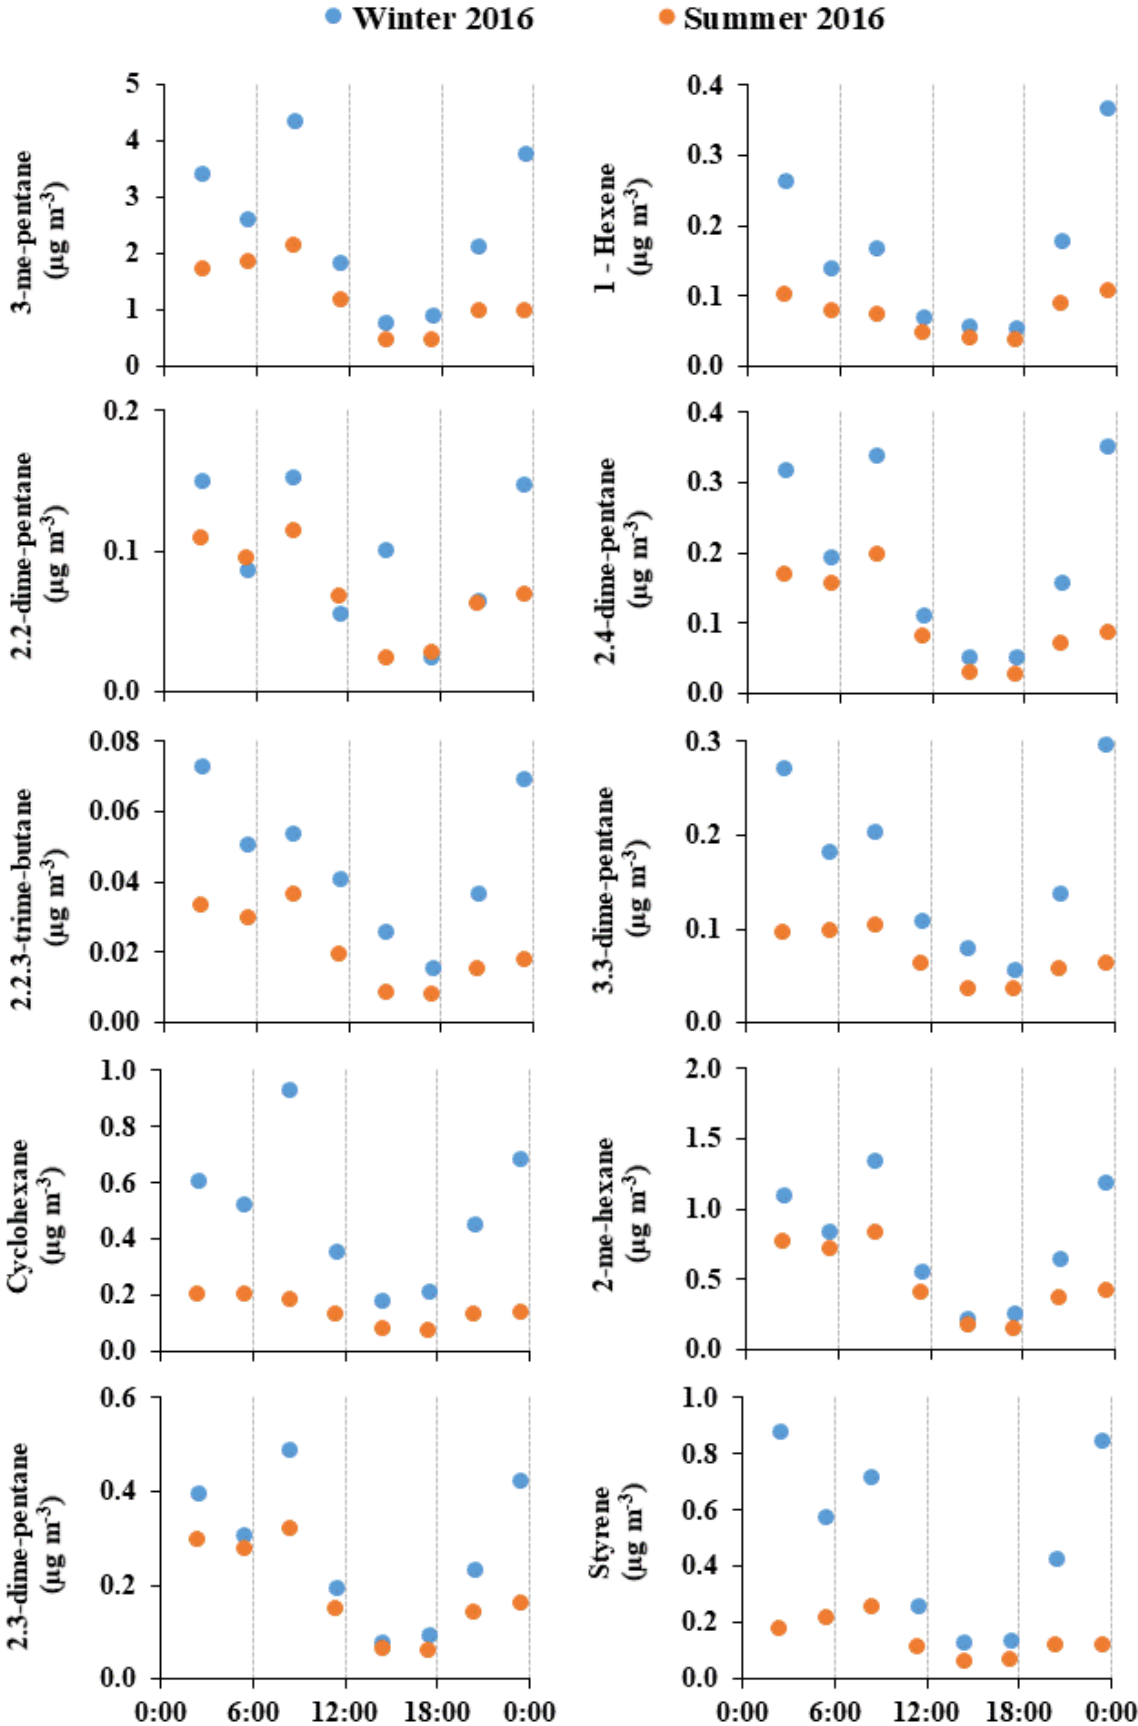 Winter 2016 Summer 2016
3-me-pentane
(µg m-3)
5
4
3
2
1
0
1 - Hexene
(µg m-3)
0.4
0.3
0.2
0.1
0.0
2.2-dime-pentane
(µg m-3)
0.2
0.1
0.0
2.4-dime-pentane
(µg m-3)
0.4
0.3
0.2
0.1
0.0
2.2.3-trime-butane
(µg m-3)
0.08
0.06
0.04
0.02
0.00
3.3-dime-pentane
(µg m-3)
0.3
0.2
0.1
0.0
Cyclohexane
(µg m-3)
1.0
0.8
0.6
0.4
0.2
0.0
2-me-hexane
(µg m-3)
2.0
1.5
1.0
0.5
0.0
2.3-dime-pentane
(µg m-3)
0.6
0.4
0.2
0.0
0:00 6:00 12:00 18:00 0:00
Styrene
(µg m-3)
1.0
0.8
0.6
0.4
0.2
0.0
0:00 6:00 12:00 18:00 0:00